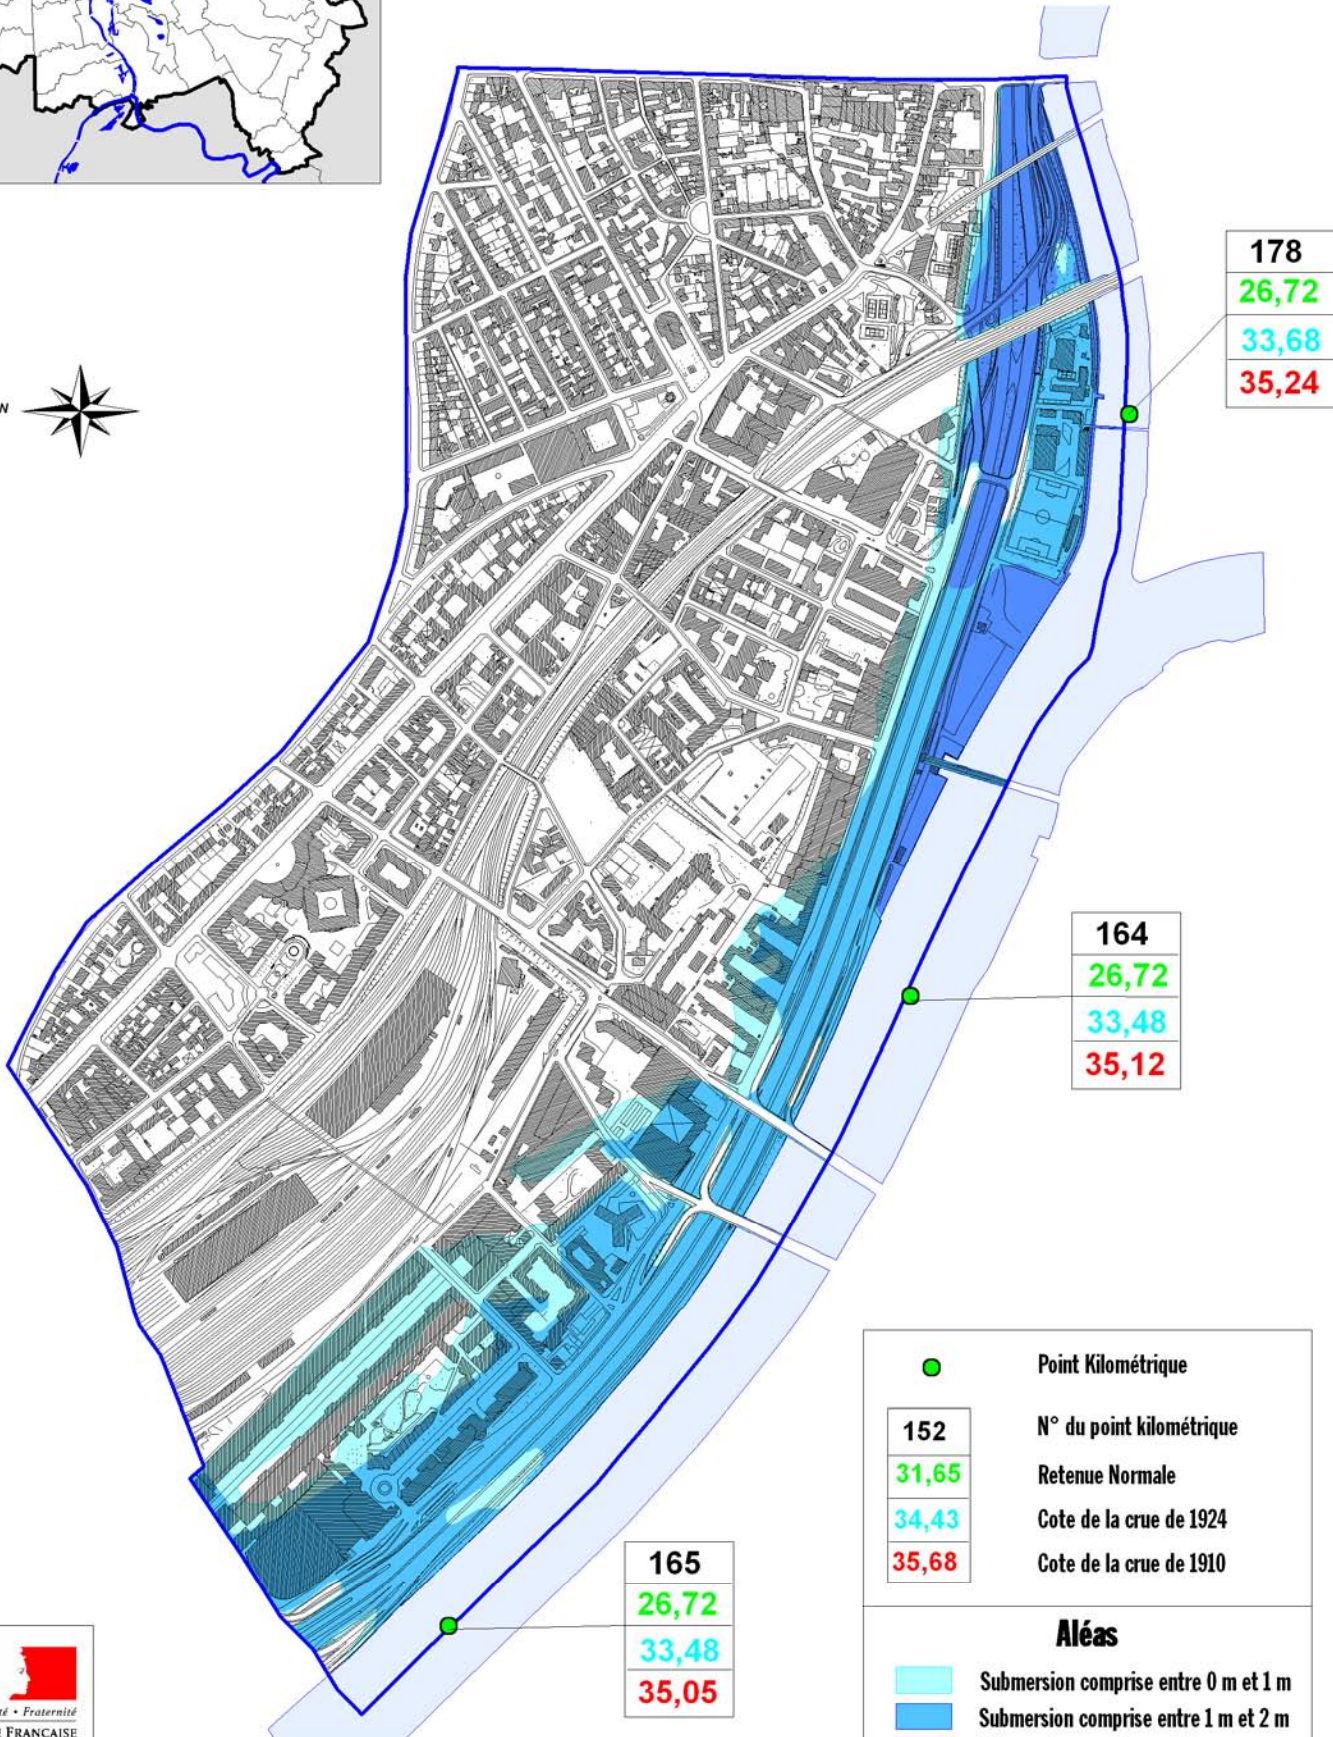 N
178
26,72
33,68
35,24
164
26,72
33,48
35,12
165
26,72
33,48
35,05
Point Kilométrique
152
N° du point kilométrique
31,65
Retenue Normale
34,43
Cote de la crue de 1924
35,68
Cote de la crue de 1910
Aléas
Submersion comprise entre 0 m et 1 m
Submersion comprise entre 1 m et 2 m
té • Fraternité
E FRANÇAISE